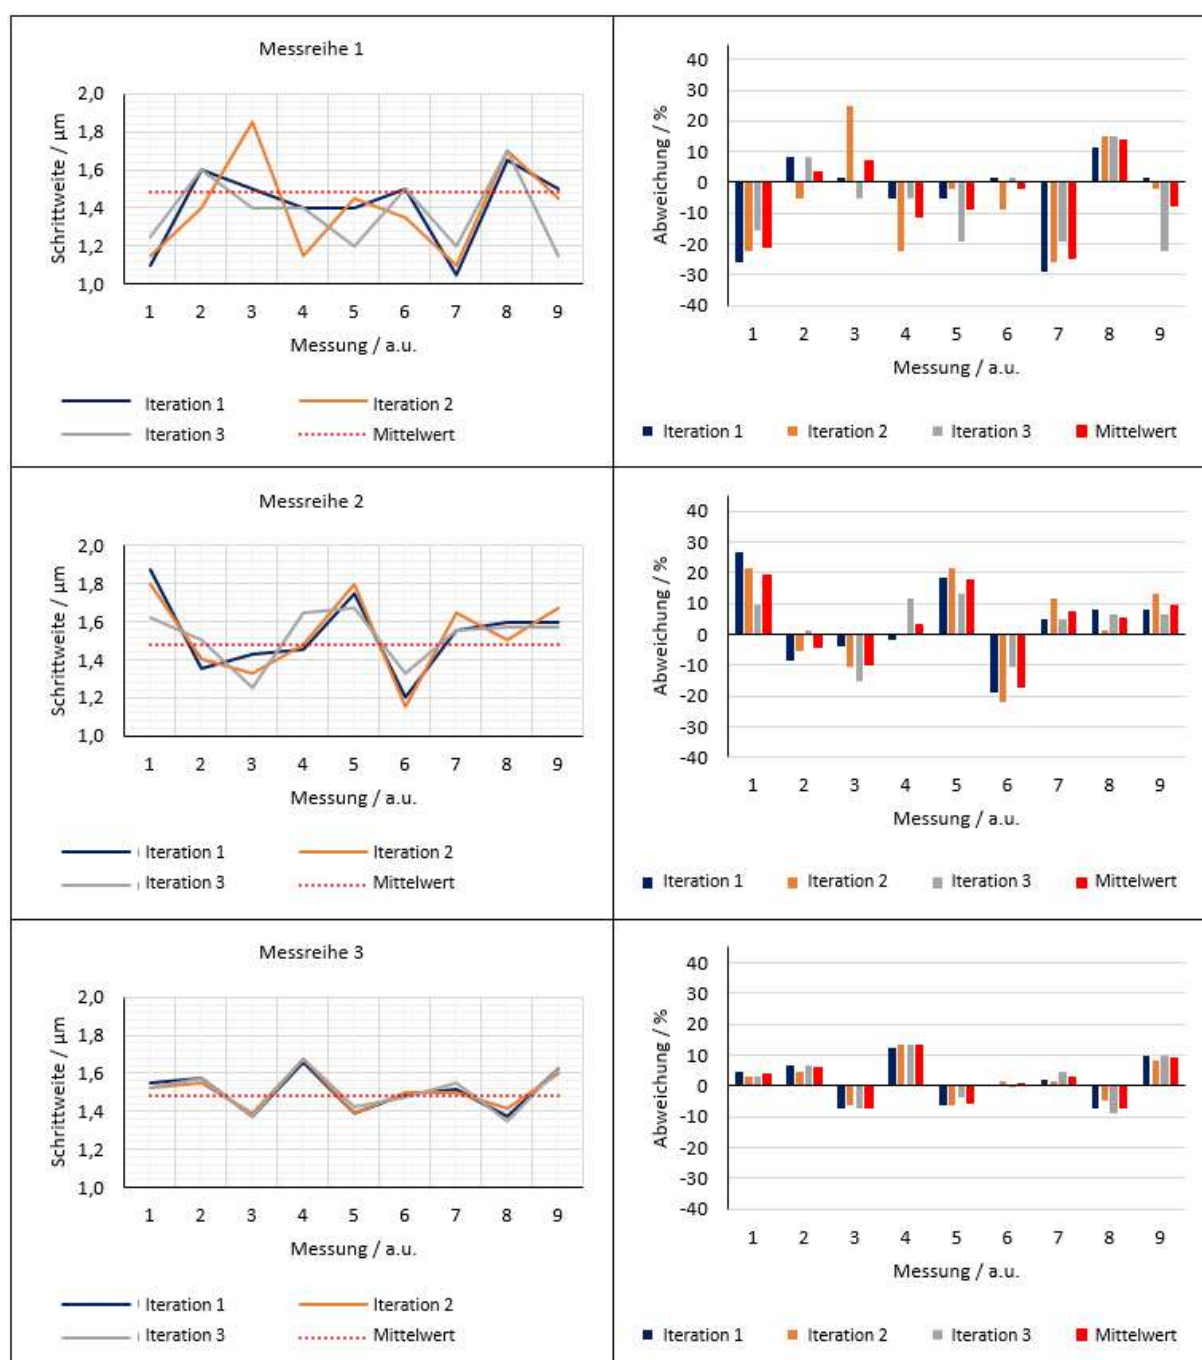 Messreihe 1
Schrittweite / µm
2,0
1,8
1,6
1,4
1,2
1,0
1 2 3 4 5 6 7 8 9
Messung / a.u.
Iteration 1 Iteration 2
Iteration 3 Mittelwert
Abweichung / %
40
30
20
10
0
-10
-20
-30
-40
1 2 3 4 5 6 7 8 9
Messung / a.u.
Iteration 1 Iteration 2 Iteration 3 Mittelwert
Messreihe 2
Schrittweite / µm
2,0
1,8
1,6
1,4
1,2
1,0
1 2 3 4 5 6 7 8 9
Messung / a.u.
Iteration 1 Iteration 2
Iteration 3 Mittelwert
Abweichung / %
40
30
20
10
0
-10
-20
-30
-40
1 2 3 4 5 6 7 8 9
Messung / a.u.
Iteration 1 Iteration 2 Iteration 3 Mittelwert
Messreihe 3
Schrittweite / µm
2,0
1,8
1,6
1,4
1,2
1,0
1 2 3 4 5 6 7 8 9
Messung / a.u.
Iteration 1 Iteration 2
Iteration 3 Mittelwert
Abweichung / %
40
30
20
10
0
-10
-20
-30
-40
1 2 3 4 5 6 7 8 9
Messung / a.u.
Iteration 1 Iteration 2 Iteration 3 Mittelwert